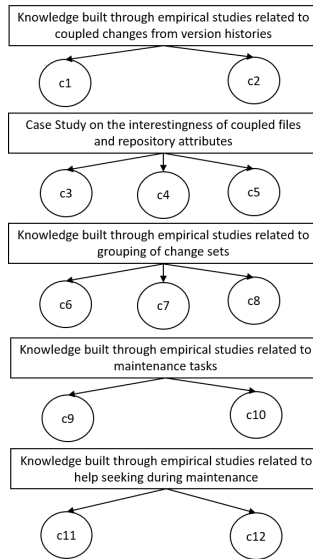 Knowledge built through empirical studies related to
coupled changes from version histories
c1 c2
Case Study on the interestingness of coupled files
and repository attributes
c3 c4 c5
Knowledge built through empirical studies related to
grouping of change sets
c6 c7 c8
Knowledge built through empirical studies related to
maintenance tasks
c9 c10
Knowledge built through empirical studies related to
help seeking during maintenance
c11 c12